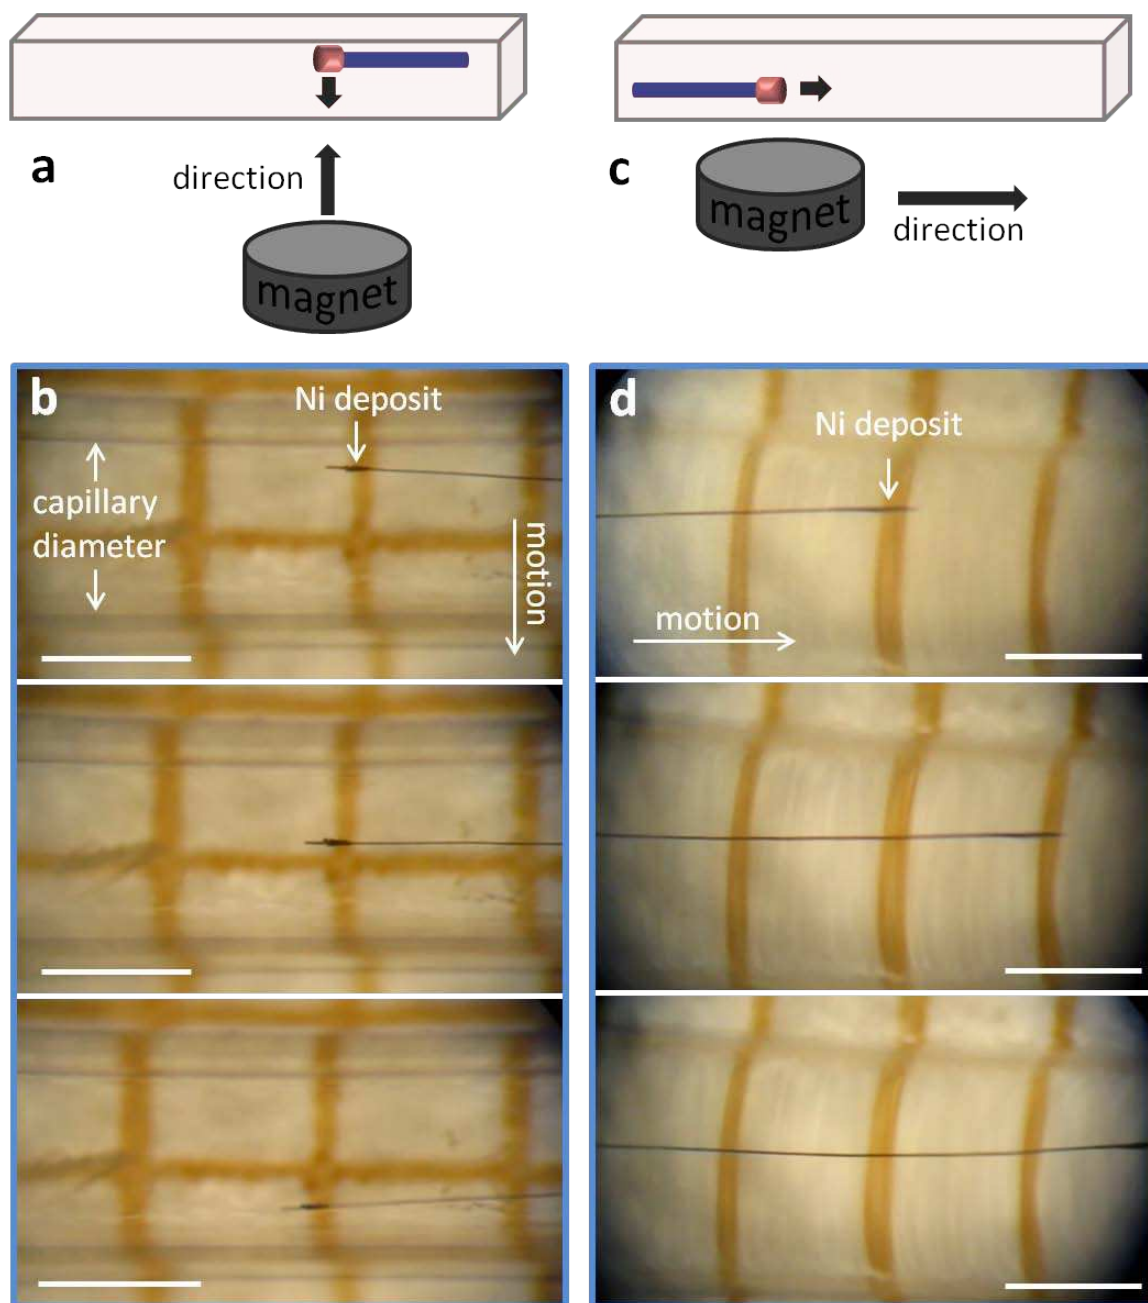 a
direction
magnet
c
magnet
direction
b
Ni deposit
capillary
diameter
motion
d
Ni deposit
motion